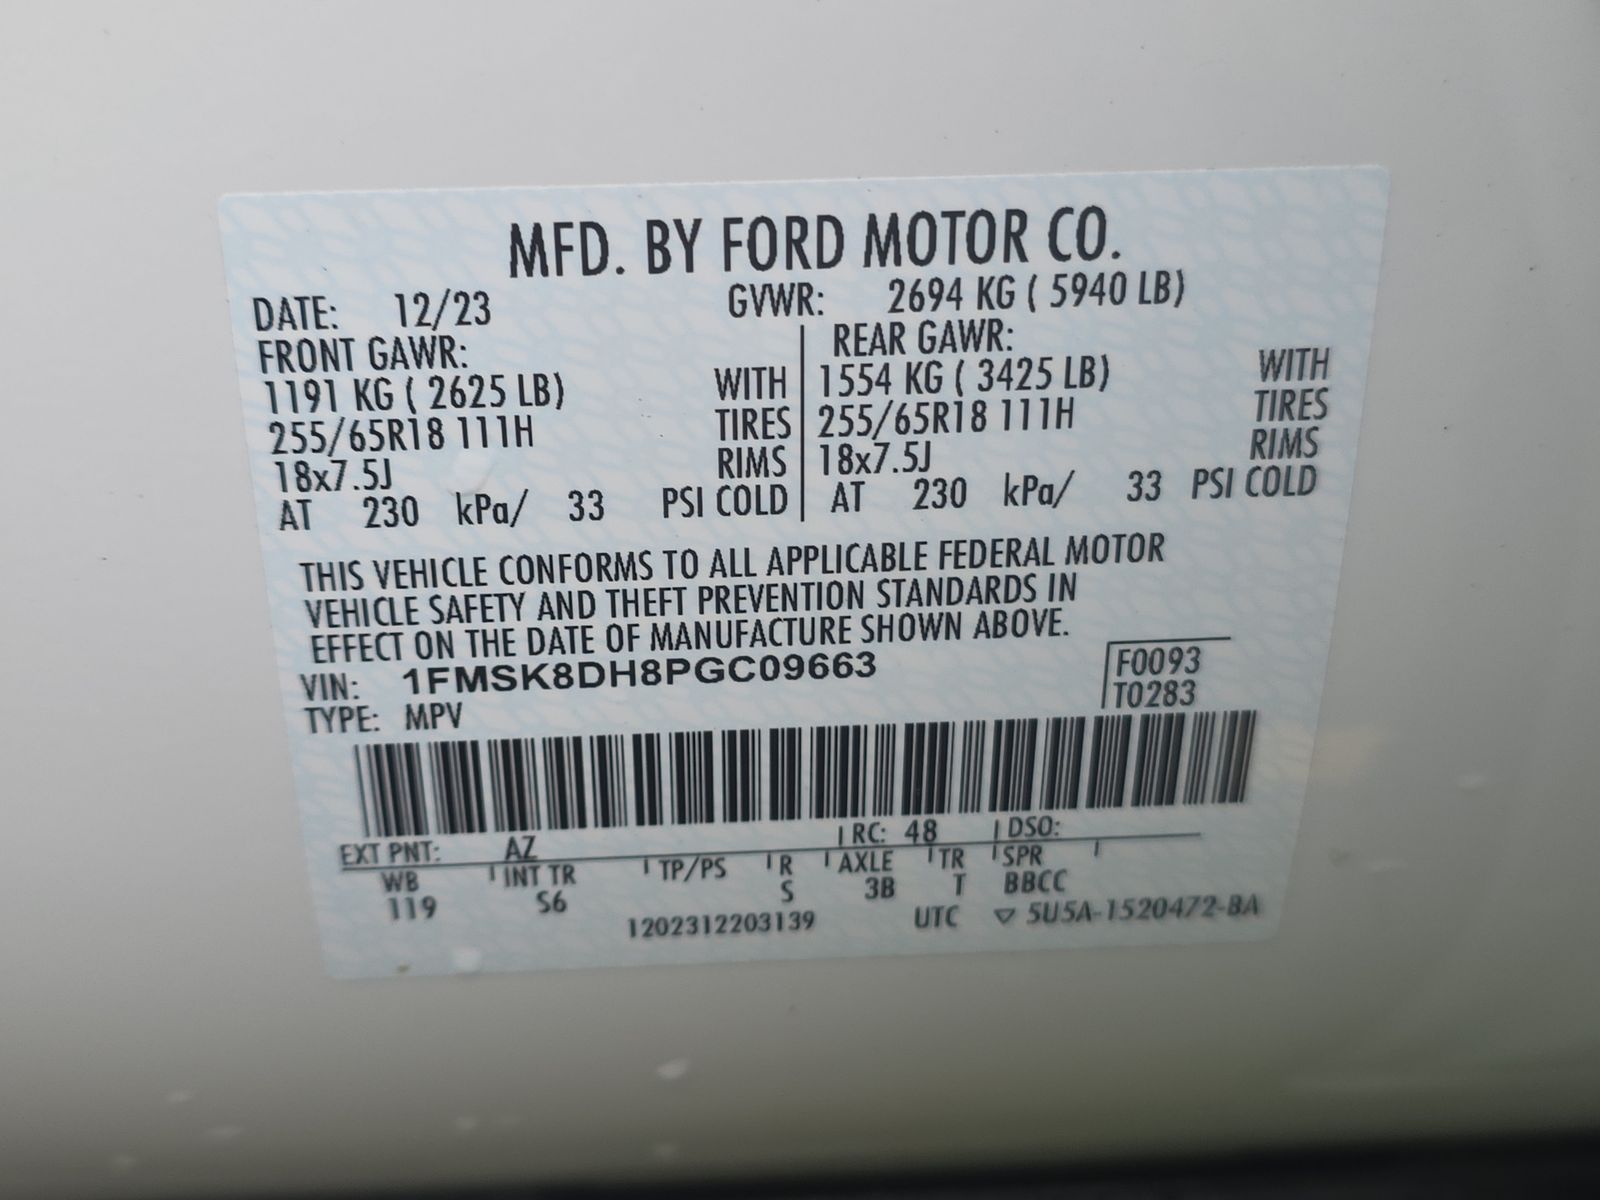 MFD. BY FORD MOTOR CO.
DATE: 12/23 GVWR: 2694 KG ( 5940 LB)
FRONT GAWR: REAR GAWR:
1191 KG ( 2625 LB) WITH 1554 KG ( 3425 LB) WITH
255/65R18 111H TIRES 255/65R18 111H TIRES
18x7.5J RIMS 18x7.5J RIMS
AT 230 kPa/ 33 PSI COLD AT 230 kPa/ 33 PSI COLD
THIS VEHICLE CONFORMS TO ALL APPLICABLE FEDERAL MOTOR
VEHICLE SAFETY AND THEFT PREVENTION STANDARDS IN
EFFECT ON THE DATE OF MANUFACTURE SHOWN ABOVE.
VIN: 1FMSK8DH8PGC09663 F0093
TYPE: MPV T0283
EXT PNT: AZ RC: 48 DSO:
WB INT TR TP/PS R AXLE TR SPR
119 S6 S 3B T BBCC
1202312203139 UTC ▽ 5U5A-1520472-BA